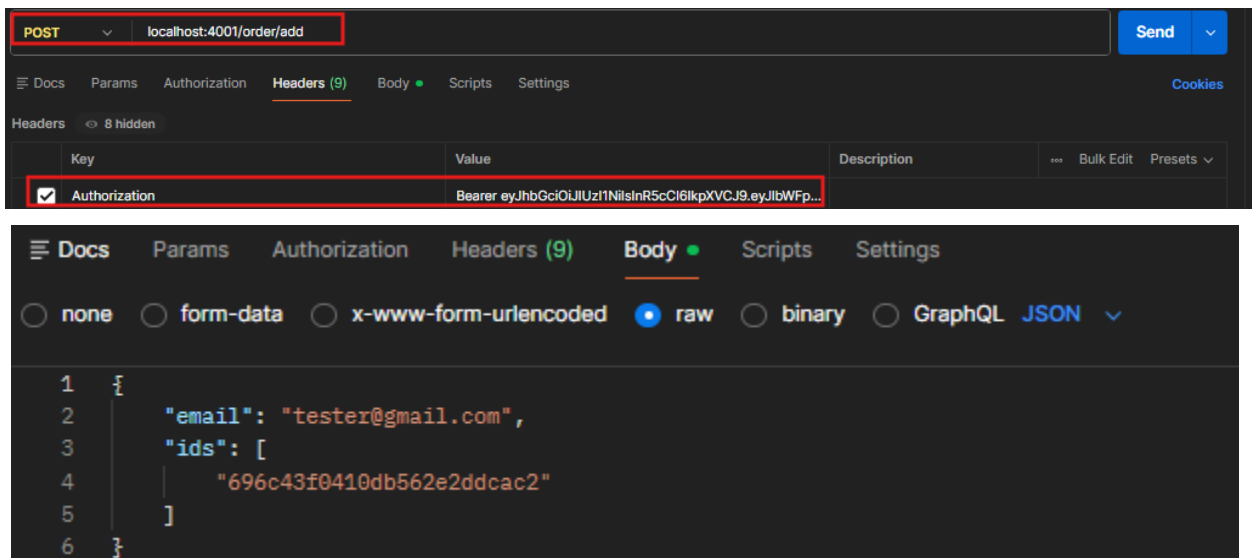 POST localhost:4001/order/add Send
Docs Params Authorization Headers (9) Body Scripts Settings Cookies
Headers 8 hidden
Key Value Description Bulk Edit Presets
Authorization Bearer eyJhbGciOiJIUzI1NiIsInR5cCI6IkpXVCJ9.eyJlbWFp...
Docs Params Authorization Headers (9) Body Scripts Settings
none form-data x-www-form-urlencoded raw binary GraphQL JSON
1 {
2 "email": "tester@gmail.com",
3 "ids": [
4 "696c43f0410db562e2ddcac2"
5 ]
6 }